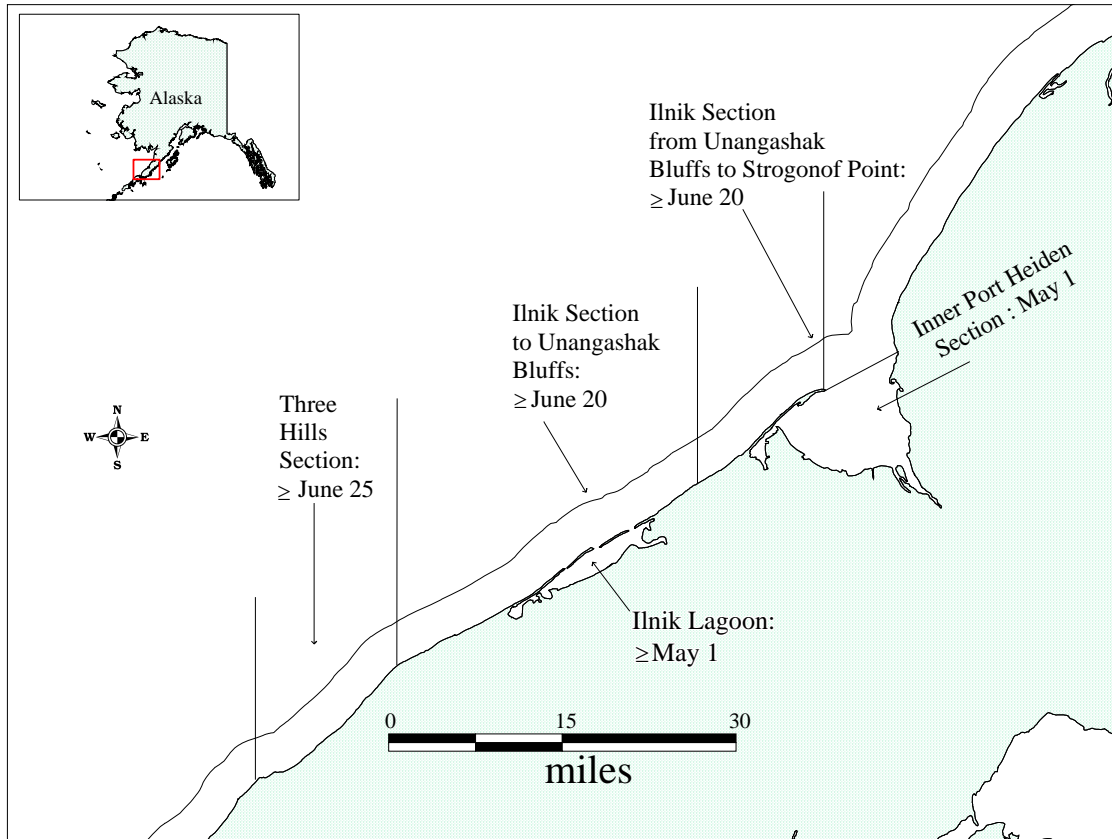 Alaska
Ilnik Section
from Unangashak
Bluffs to Strogonof Point:
≥ June 20
Inner Port Heiden
Section : May 1
Ilnik Section
to Unangashak
Bluffs:
≥ June 20
Three
Hills
Section:
≥ June 25
N
W E
S
Ilnik Lagoon:
≥ May 1
0 15 30
miles